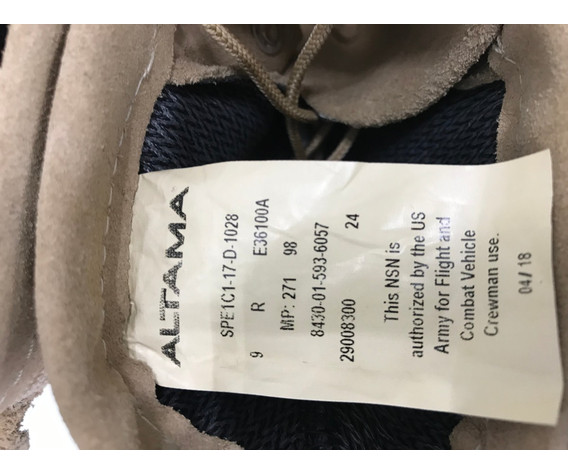 ALTAMA
SPE1C1-17-D-1028
9 R E36100A
MP: 271 98
8430-01-593-6057
29008300 24
This NSN is
authorized by the US
Army for Flight and
Combat Vehicle
Crewman use.
04/18